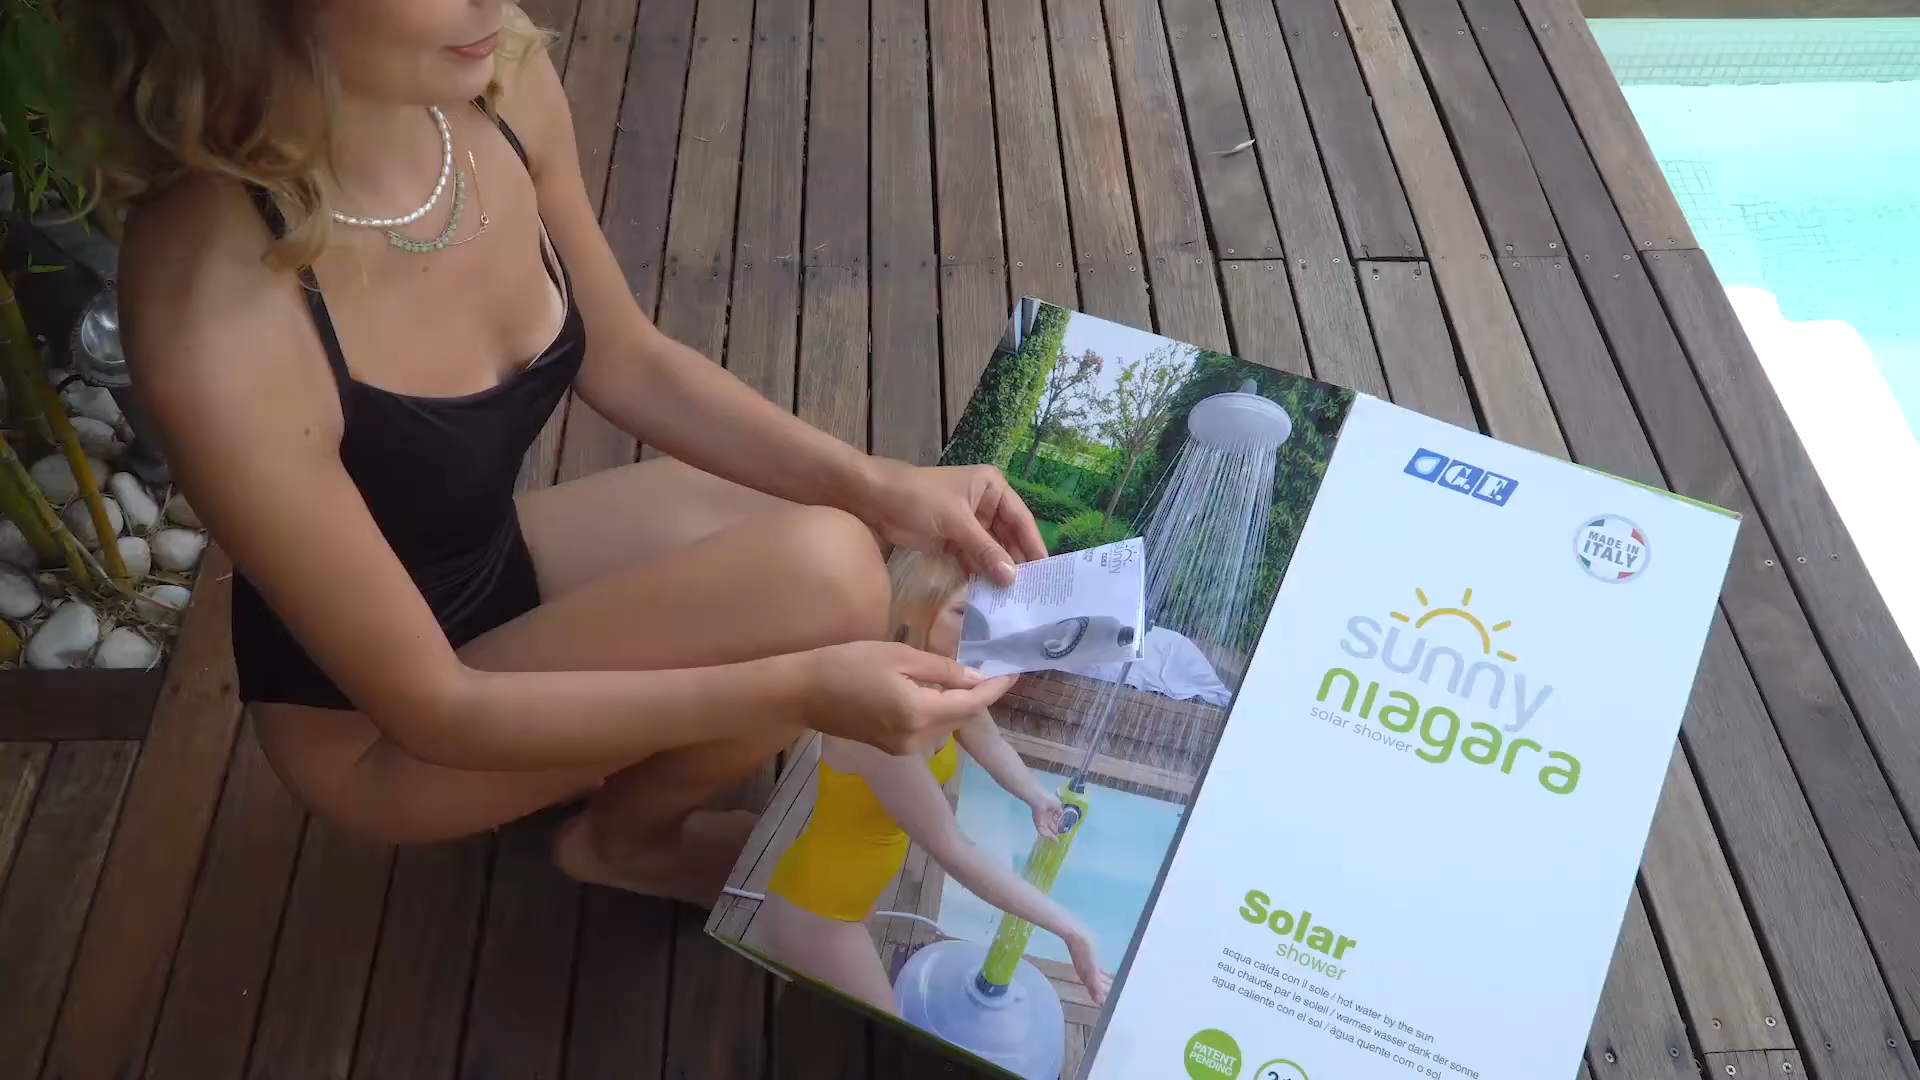 G.F.
MADE IN
ITALY
sunny
niagara
solar shower
Solar
shower
acqua calda con il sole / hot water by the sun
eau chaude par le soleil / warmes wasser dank der sonne
agua caliente con el sol / água quente com o sol
PATENT
PENDING
sunny